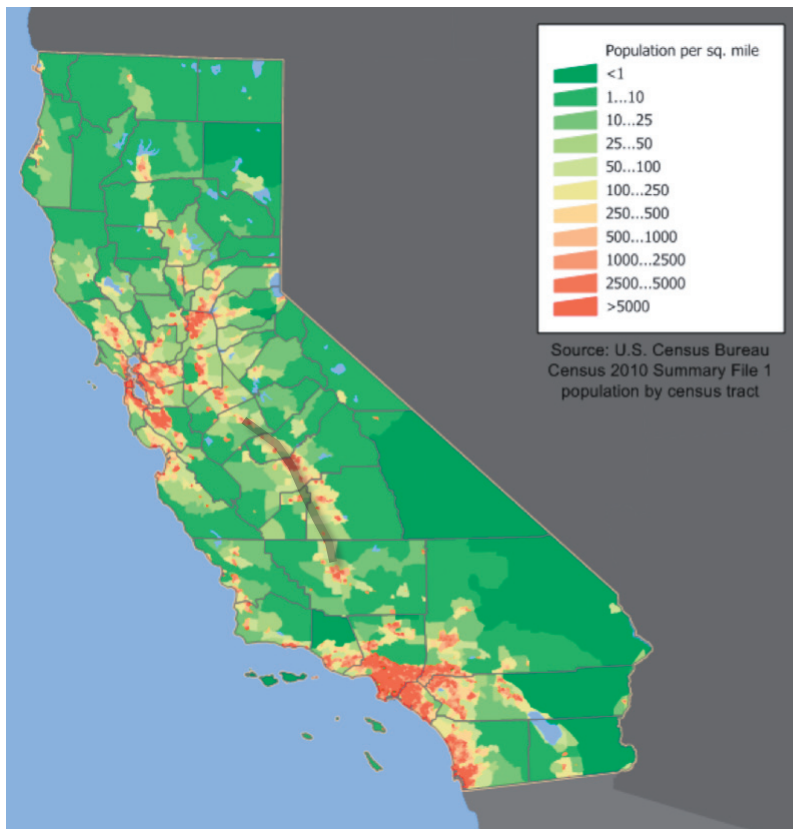 Population per sq. mile
<1
1...10
10...25
25...50
50...100
100...250
250...500
500...1000
1000...2500
2500...5000
>5000
Source: U.S. Census Bureau
Census 2010 Summary File 1
population by census tract